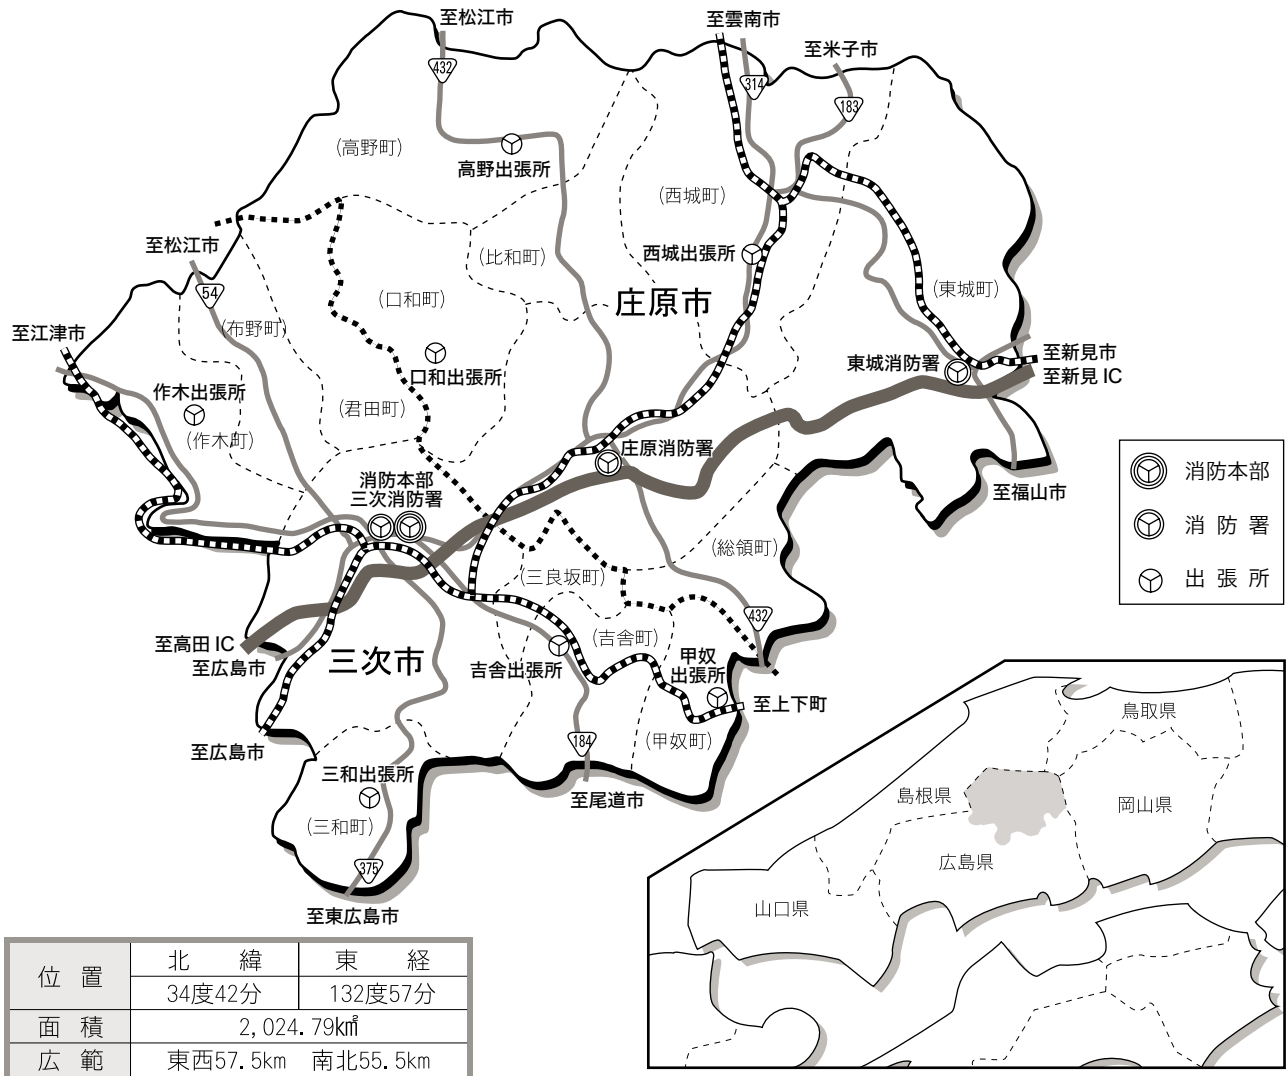 至松江市
至雲南市
至米子市
432
314
183
(高野町)
高野出張所
(西城町)
至松江市
(比和町)
西城出張所
54
(口和町)
庄原市
(東城町)
至江津市
(布野町)
口和出張所
東城消防署
至新見市
至新見 IC
作木出張所
(君田町)
(作木町)
庄原消防署
消防本部
三次消防署
至福山市
消防本部
消防署
出張所
(総領町)
(三良坂町)
432
至高田 IC
至広島市
三次市
(吉舎町)
吉舎出張所
甲奴
出張所
至上下町
至広島市
184
(甲奴町)
三和出張所
至尾道市
(三和町)
375
至東広島市
鳥取県
島根県
岡山県
広島県
山口県
位置 北緯 東経
34度42分 132度57分
面積 2,024.79k㎡
広範 東西57.5km 南北55.5km